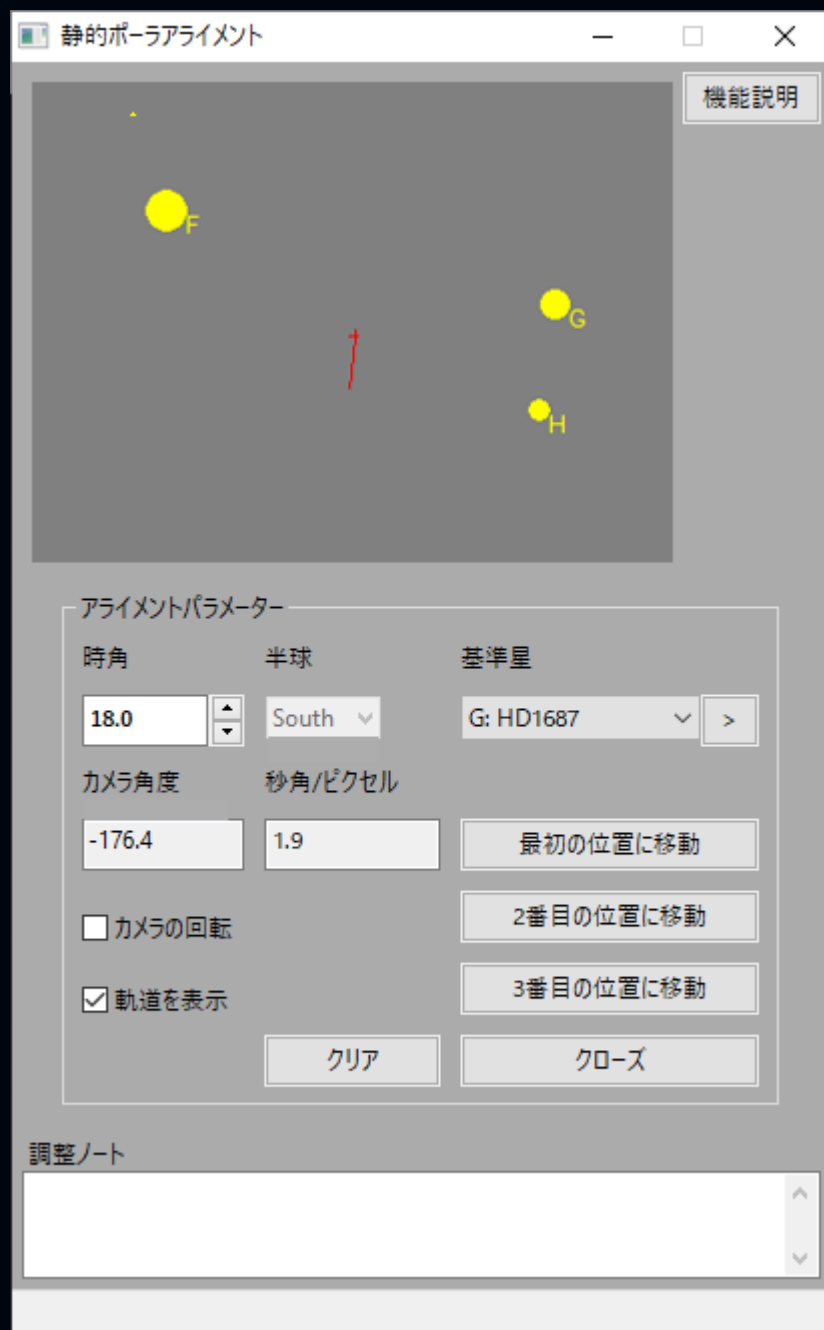 静的ポーラアライメント
機能説明
F
G
H
アライメントパラメーター
時角 半球 基準星
18.0 South G: HD1687 >
カメラ角度 秒角/ピクセル
-176.4 1.9 最初の位置に移動
カメラの回転 2番目の位置に移動
軌道を表示 3番目の位置に移動
クリア クローズ
調整ノート